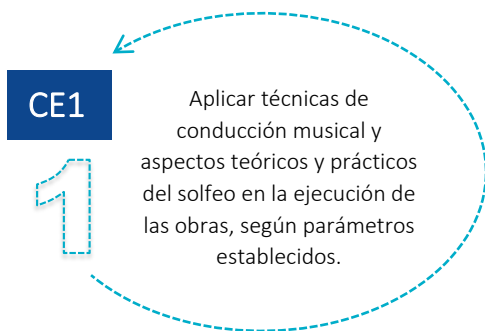 CE1
1
Aplicar técnicas de
conducción musical y
aspectos teóricos y prácticos
del solfeo en la ejecución de
las obras, según parámetros
establecidos.